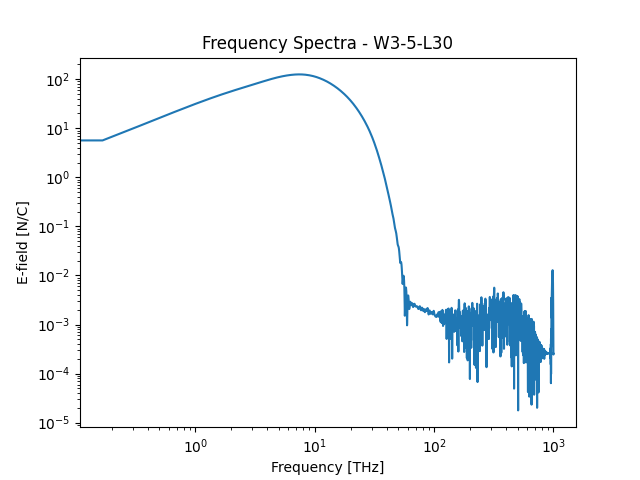 Frequency Spectra - W3-5-L30
E-field [N/C]
10²
10¹
10⁰
10⁻¹
10⁻²
10⁻³
10⁻⁴
10⁻⁵
10⁰ 10¹ 10² 10³
Frequency [THz]